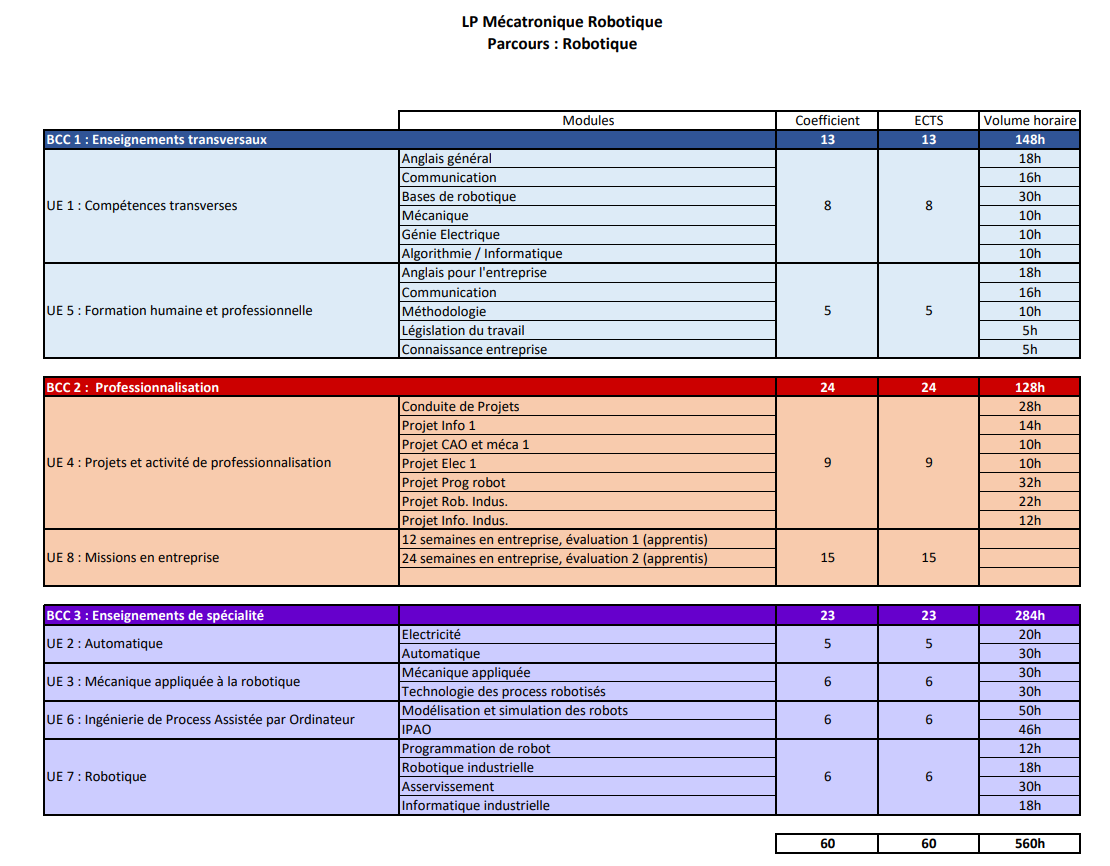 LP Mécatronique Robotique
Parcours : Robotique
Modules Coefficient ECTS Volume horaire
BCC 1 : Enseignements transversaux 13 13 148h
UE 1 : Compétences transverses 8 8
Anglais général 18h
Communication 16h
Bases de robotique 30h
Mécanique 10h
Génie Electrique 10h
Algorithmie / Informatique 10h
UE 5 : Formation humaine et professionnelle 5 5
Anglais pour l'entreprise 18h
Communication 16h
Méthodologie 10h
Législation du travail 5h
Connaissance entreprise 5h
BCC 2 : Professionnalisation 24 24 128h
UE 4 : Projets et activité de professionnalisation 9 9
Conduite de Projets 28h
Projet Info 1 14h
Projet CAO et méca 1 10h
Projet Elec 1 10h
Projet Prog robot 32h
Projet Rob. Indus. 22h
Projet Info. Indus. 12h
UE 8 : Missions en entreprise 15 15
12 semaines en entreprise, évaluation 1 (apprentis)
24 semaines en entreprise, évaluation 2 (apprentis)
BCC 3 : Enseignements de spécialité 23 23 284h
UE 2 : Automatique 5 5
Electricité 20h
Automatique 30h
UE 3 : Mécanique appliquée à la robotique 6 6
Mécanique appliquée 30h
Technologie des process robotisés 30h
UE 6 : Ingénierie de Process Assistée par Ordinateur 6 6
Modélisation et simulation des robots 50h
IPAO 46h
UE 7 : Robotique 6 6
Programmation de robot 12h
Robotique industrielle 18h
Asservissement 30h
Informatique industrielle 18h
60 60 560h